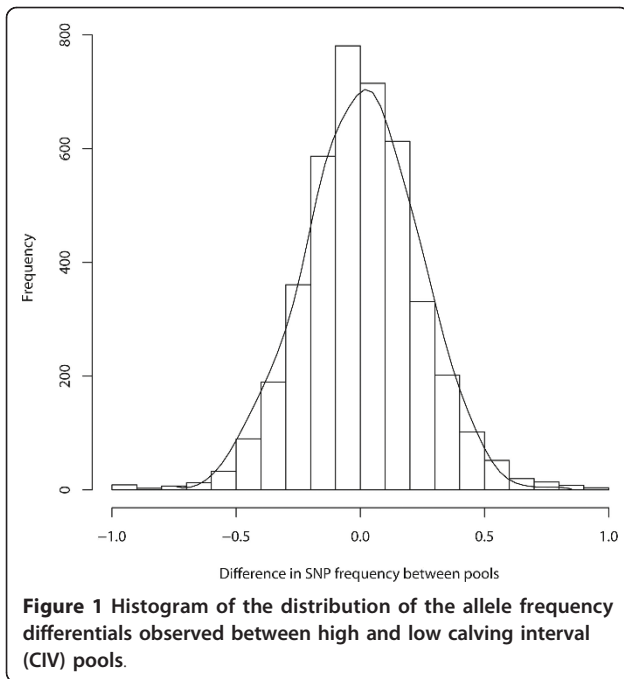 800
600
400
200
0
Frequency
−1.0
−0.5
0.0
0.5
1.0
Difference in SNP frequency between pools
Figure 1 Histogram of the distribution of the allele frequency
differentials observed between high and low calving interval
(CIV) pools.